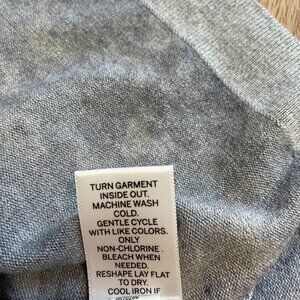 TURN GARMENT
INSIDE OUT.
MACHINE WASH
COLD.
GENTLE CYCLE
WITH LIKE COLORS.
ONLY
NON-CHLORINE.
BLEACH WHEN
NEEDED.
RESHAPE LAY FLAT
TO DRY.
COOL IRON IF